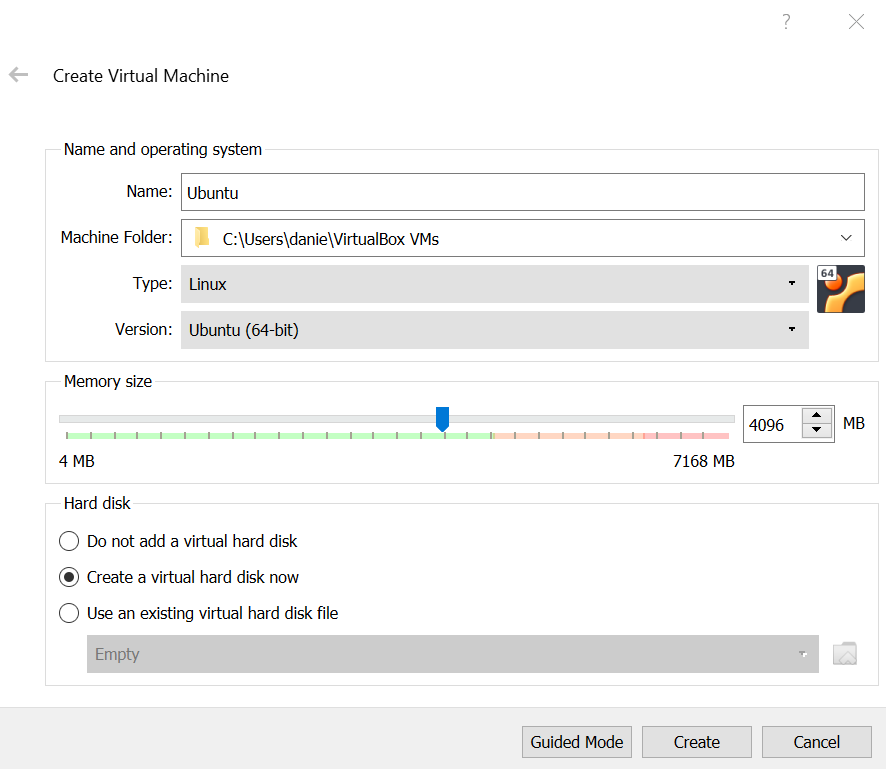 ?
Create Virtual Machine
Name and operating system
Name: Ubuntu
Machine Folder: C:\Users\danie\VirtualBox VMs
Type: Linux
64
Version: Ubuntu (64-bit)
Memory size
4096 MB
4 MB 7168 MB
Hard disk
Do not add a virtual hard disk
Create a virtual hard disk now
Use an existing virtual hard disk file
Empty
Guided Mode Create Cancel